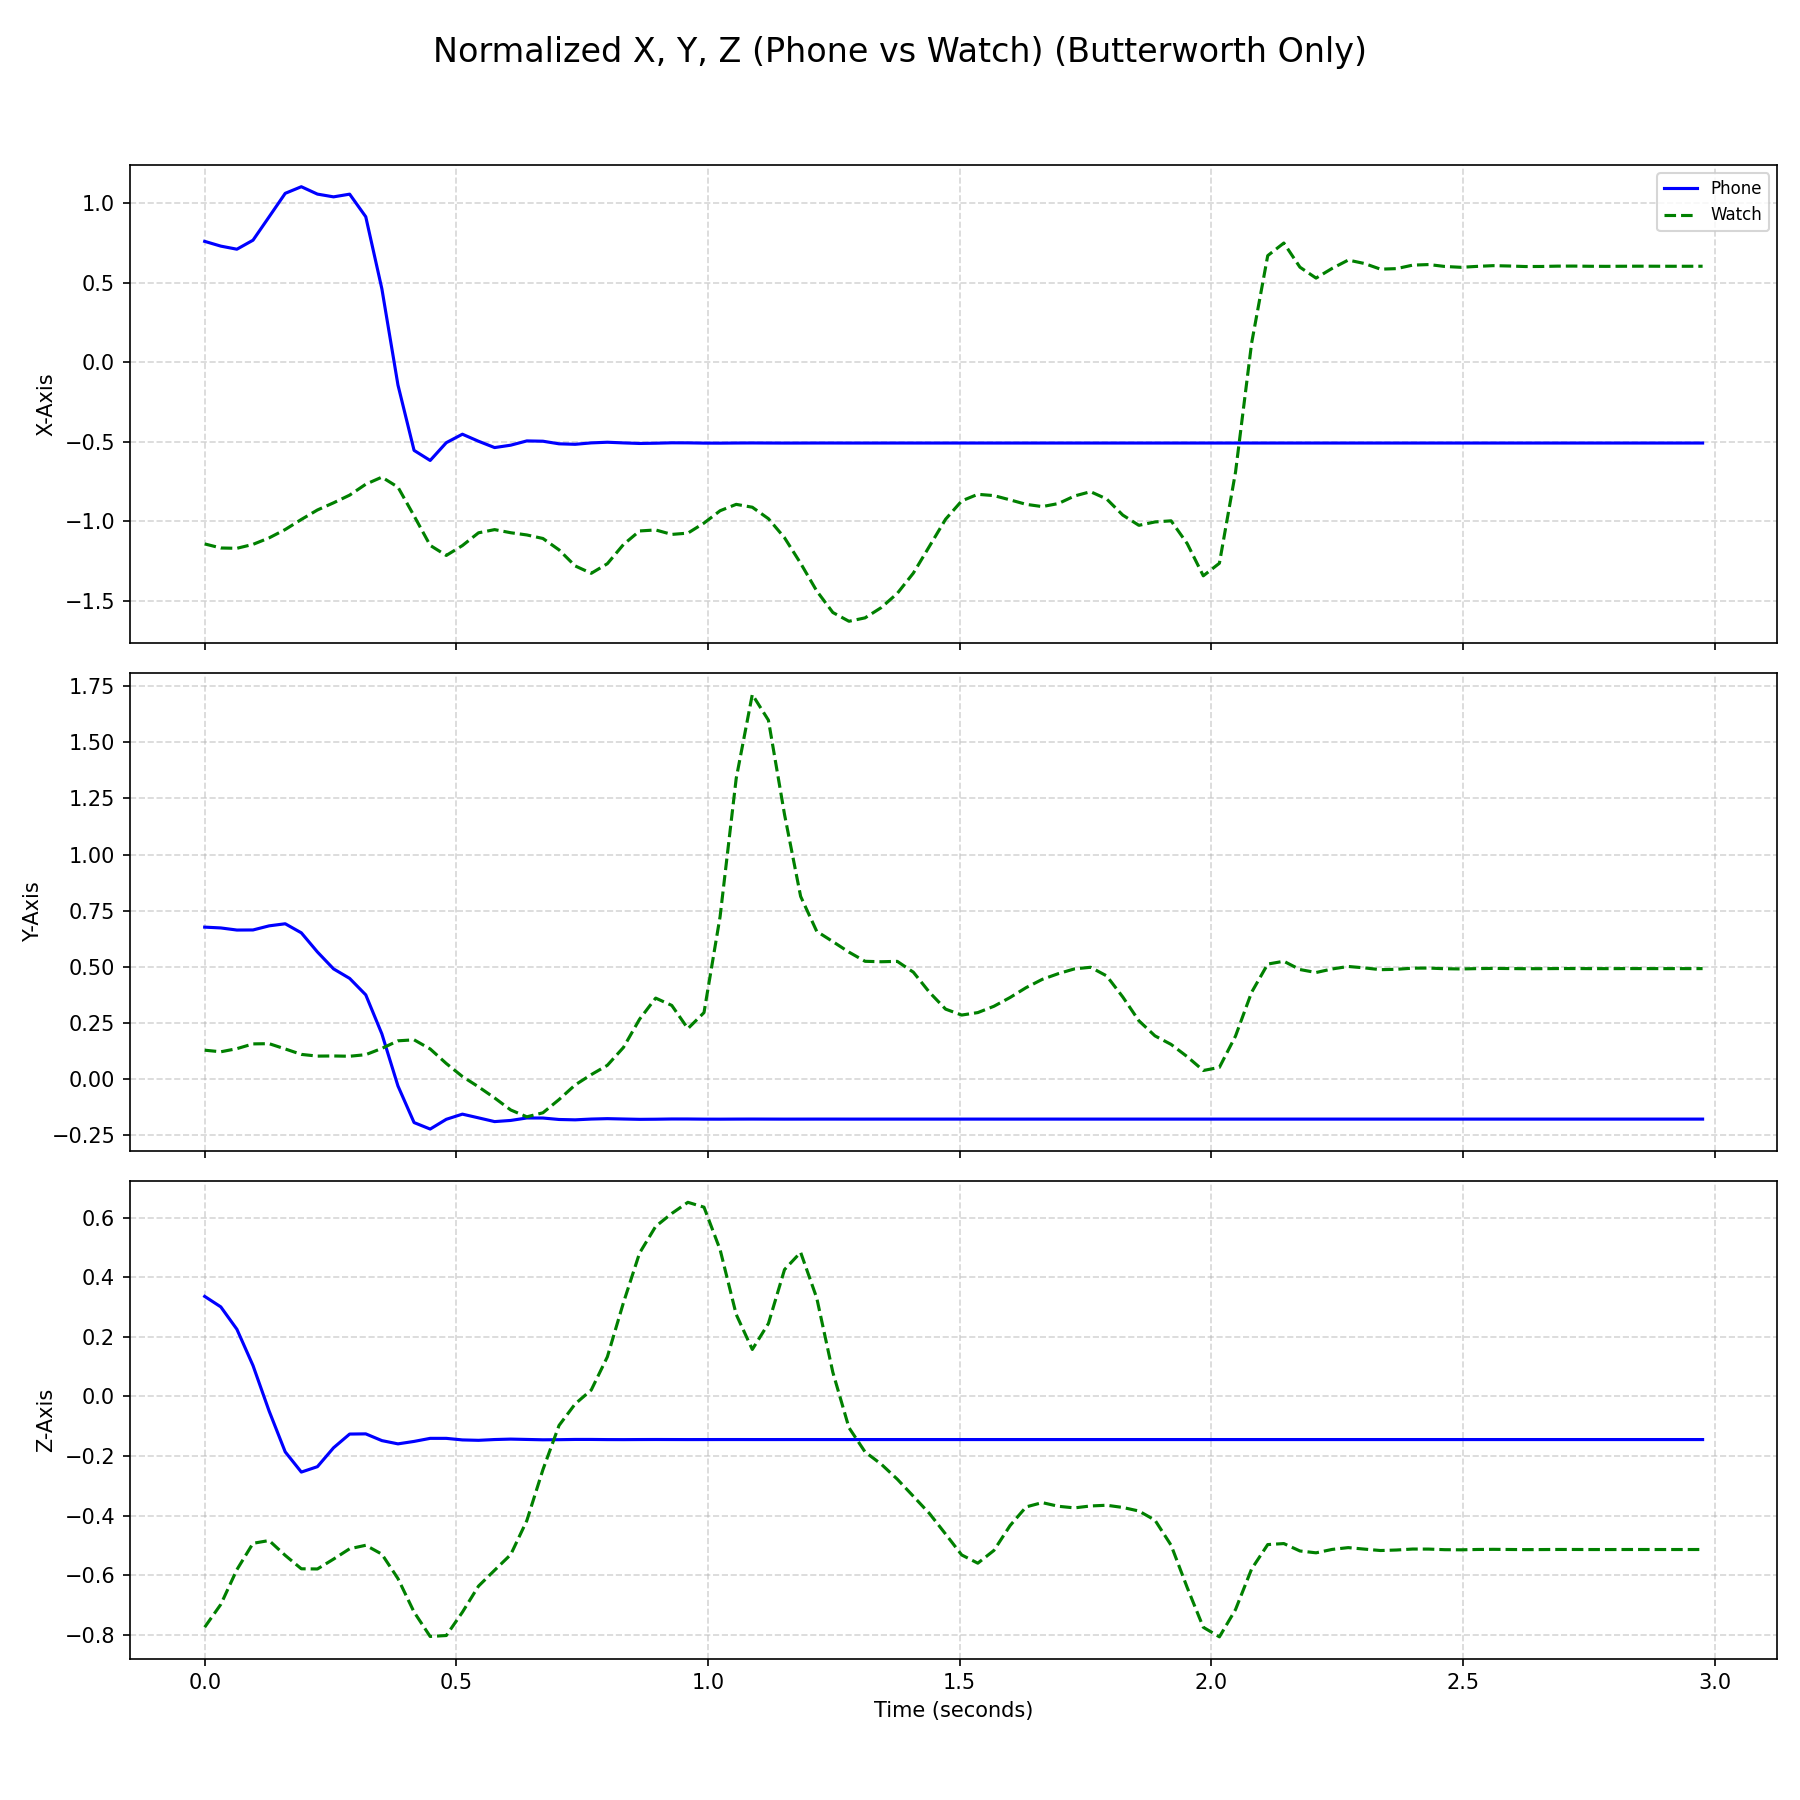 Normalized X, Y, Z (Phone vs Watch) (Butterworth Only)
Phone
Watch
1.0
0.5
0.0
−0.5
−1.0
−1.5
X-Axis
1.75
1.50
1.25
1.00
0.75
0.50
0.25
0.00
−0.25
Y-Axis
0.6
0.4
0.2
0.0
−0.2
−0.4
−0.6
−0.8
Z-Axis
0.0 0.5 1.0 1.5 2.0 2.5 3.0
Time (seconds)